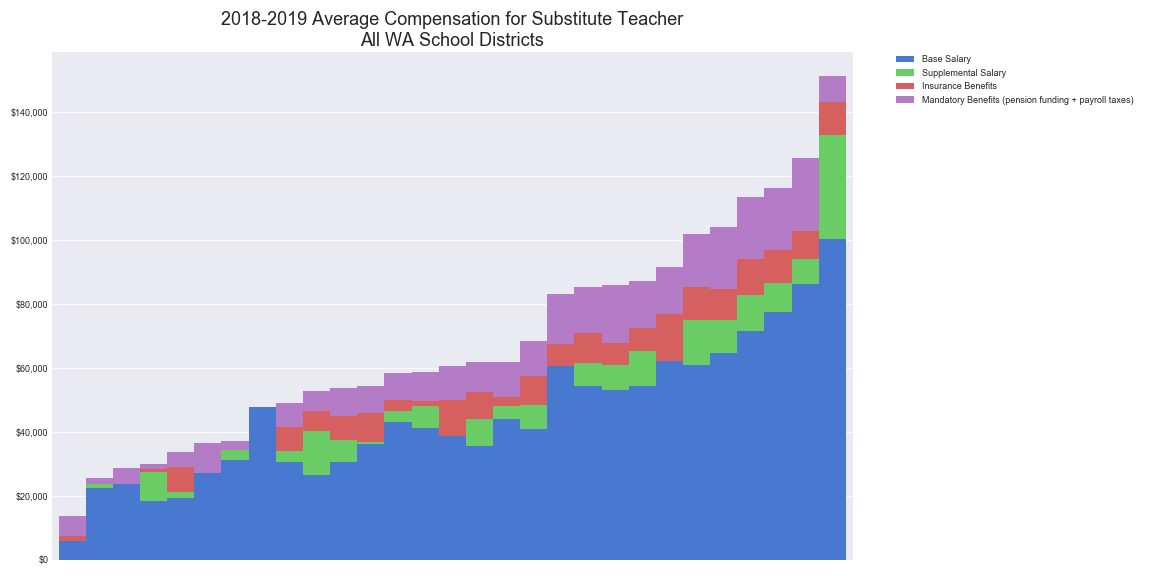 2018-2019 Average Compensation for Substitute Teacher
All WA School Districts
Base Salary
Supplemental Salary
Insurance Benefits
Mandatory Benefits (pension funding + payroll taxes)
$140,000
$120,000
$100,000
$80,000
$60,000
$40,000
$20,000
$0